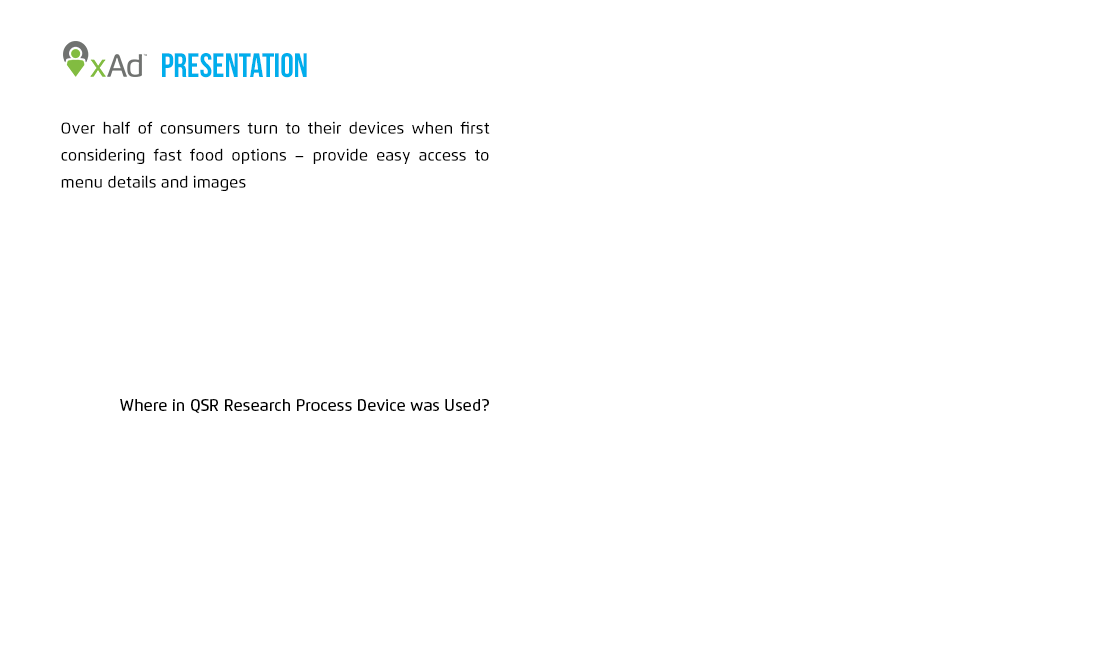 xAd™ PRESENTATION
Over half of consumers turn to their devices when first
considering fast food options – provide easy access to
menu details and images
Where in QSR Research Process Device was Used?